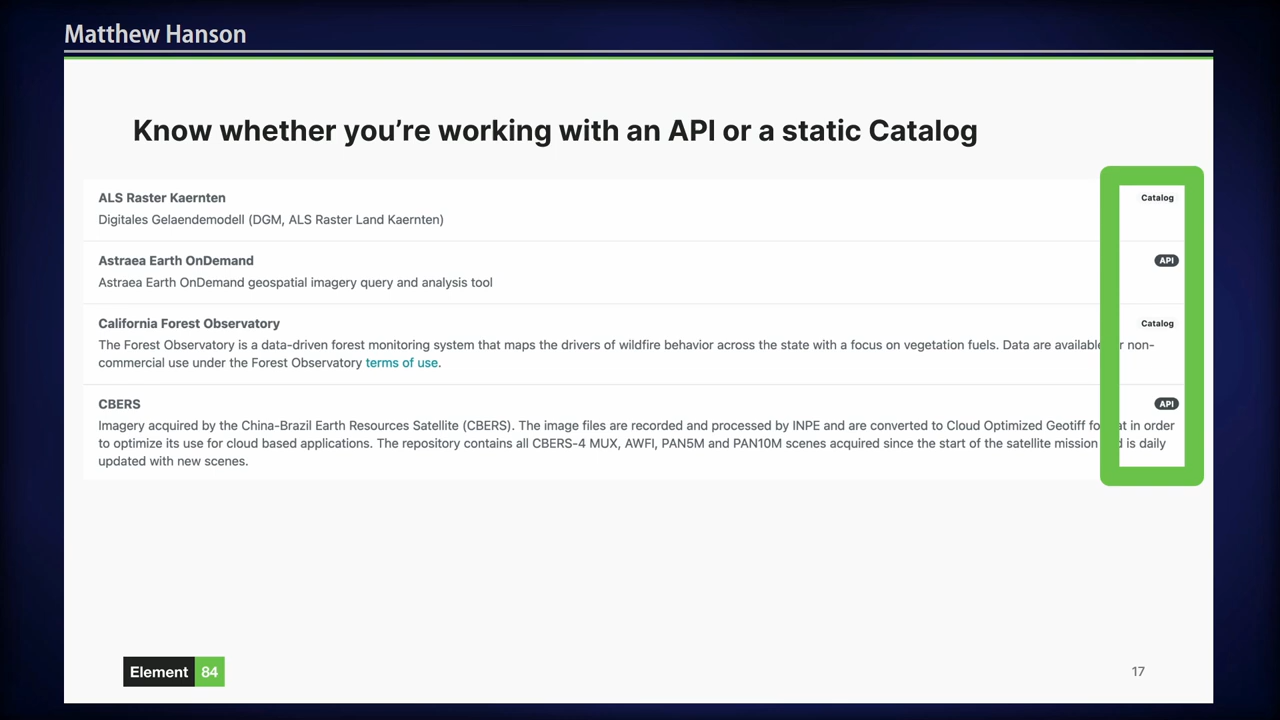 Matthew Hanson
Know whether you're working with an API or a static Catalog
ALS Raster Kaernten
Catalog
Digitales Gelaendemodell (DGM, ALS Raster Land Kaernten)
Astraea Earth OnDemand
API
Astraea Earth OnDemand geospatial imagery query and analysis tool
California Forest Observatory
Catalog
The Forest Observatory is a data-driven forest monitoring system that maps the drivers of wildfire behavior across the state with a focus on vegetation fuels. Data are available non-
commercial use under the Forest Observatory terms of use.
CBERS
API
Imagery acquired by the China-Brazil Earth Resources Satellite (CBERS). The image files are recorded and processed by INPE and are converted to Cloud Optimized Geotiff in order
to optimize its use for cloud based applications. The repository contains all CBERS-4 MUX, AWFI, PAN5M and PAN10M scenes acquired since the start of the satellite mission is daily
updated with new scenes.
Element 84
17